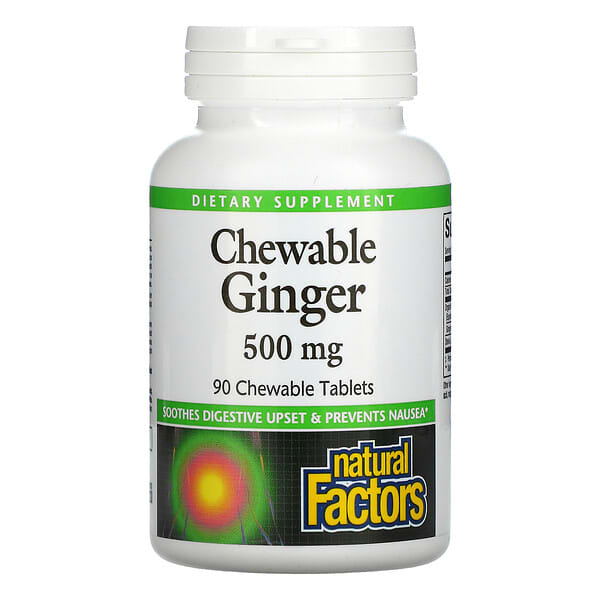 DIETARY SUPPLEMENT
Chewable
Ginger
500 mg
90 Chewable Tablets
SOOTHES DIGESTIVE UPSET & PREVENTS NAUSEA*
natural
Factors